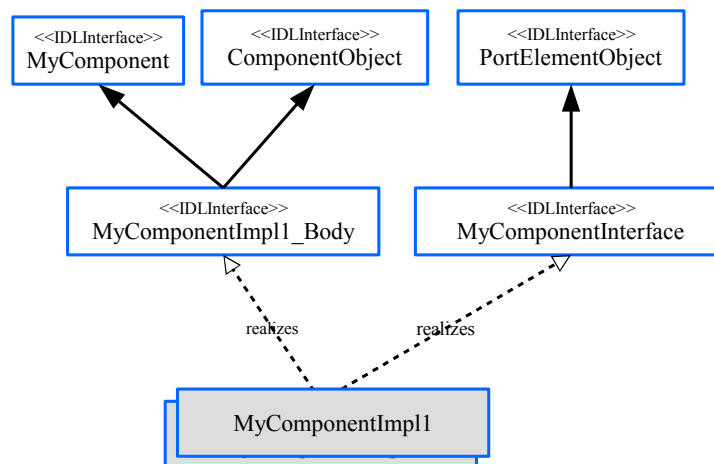 <<IDLInterface>>
MyComponent
<<IDLInterface>>
ComponentObject
<<IDLInterface>>
PortElementObject
<<IDLInterface>>
MyComponentImpl1_Body
<<IDLInterface>>
MyComponentInterface
realizes
realizes
MyComponentImpl1